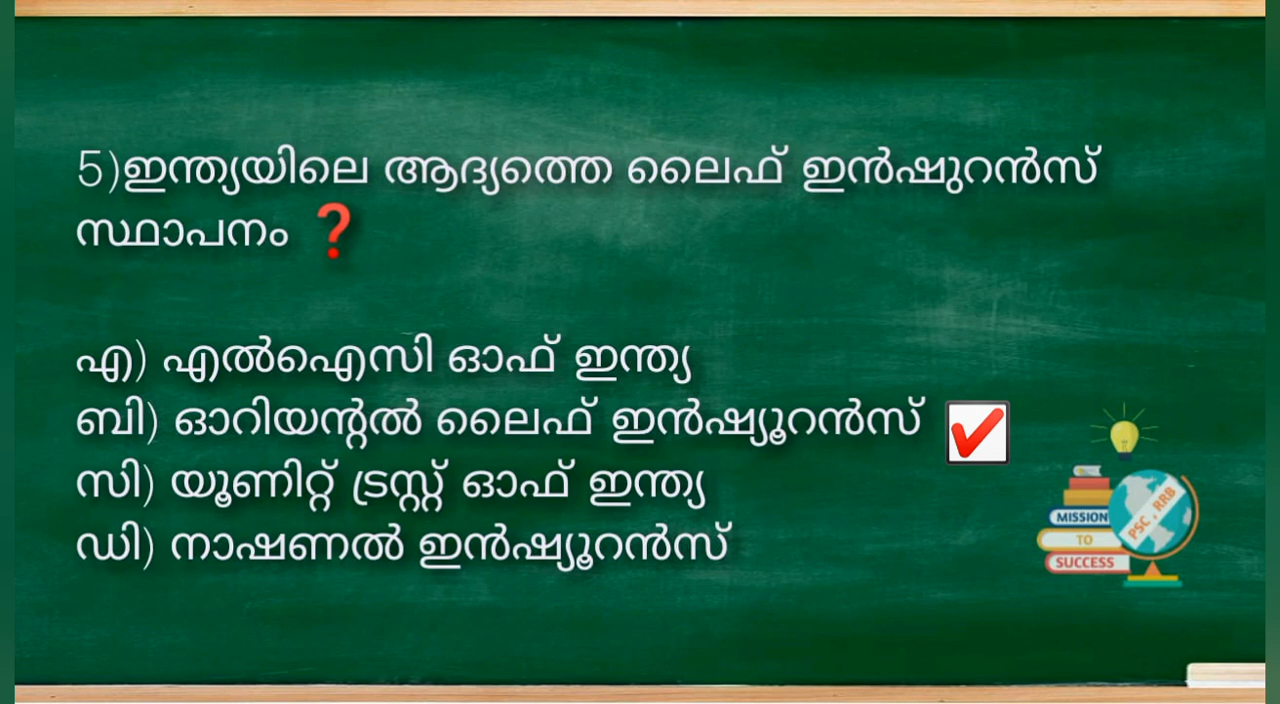 5)ഇന്ത്യയിലെ ആദ്യത്തെ ലൈഫ് ഇൻഷുറൻസ്
സ്ഥാപനം ❓
എ) എൽഐസി ഓഫ് ഇന്ത്യ
ബി) ഓറിയന്റൽ ലൈഫ് ഇൻഷ്യൂറൻസ് ☑
സി) യൂണിറ്റ് ട്രസ്റ്റ് ഓഫ് ഇന്ത്യ
ഡി) നാഷണൽ ഇൻഷ്യൂറൻസ്
MISSION
TO
SUCCESS
PSC , RRB